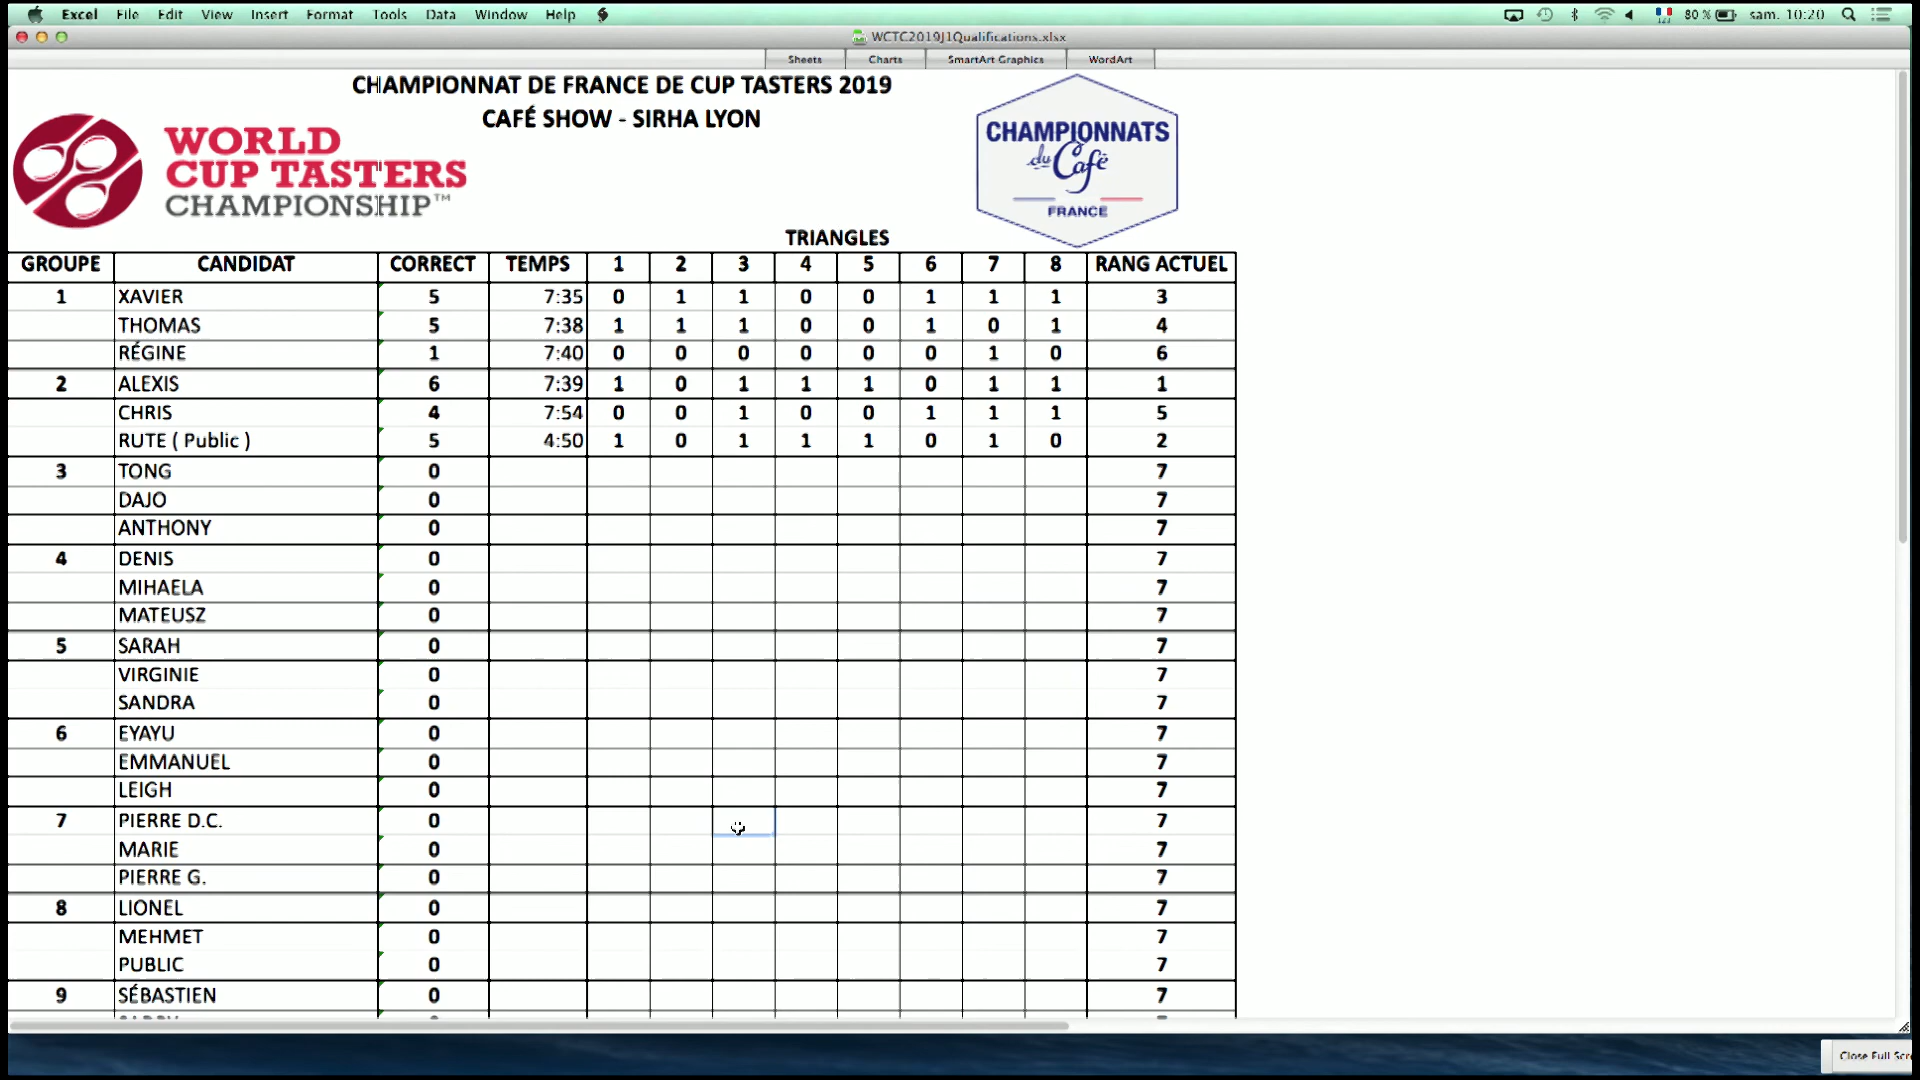 Excel File Edit View Insert Format Tools Data Window Help 80 % sam. 10:20
WCTC2019J1Qualifications.xlsx
Sheets Charts SmartArt Graphics WordArt
CHAMPIONNAT DE FRANCE DE CUP TASTERS 2019
CAFÉ SHOW - SIRHA LYON
WORLD
CUP TASTERS
CHAMPIONSHIP™
CHAMPIONNATS
du Café
FRANCE
TRIANGLES
GROUPE CANDIDAT CORRECT TEMPS 1 2 3 4 5 6 7 8 RANG ACTUEL
1 XAVIER 5 7:35 0 1 1 0 0 1 1 1 3
THOMAS 5 7:38 1 1 1 0 0 1 0 1 4
RÉGINE 1 7:40 0 0 0 0 0 0 1 0 6
2 ALEXIS 6 7:39 1 0 1 1 1 0 1 1 1
CHRIS 4 7:54 0 0 1 0 0 1 1 1 5
RUTE ( Public ) 5 4:50 1 0 1 1 1 0 1 0 2
3 TONG 0 7
DAJO 0 7
ANTHONY 0 7
4 DENIS 0 7
MIHAELA 0 7
MATEUSZ 0 7
5 SARAH 0 7
VIRGINIE 0 7
SANDRA 0 7
6 EYAYU 0 7
EMMANUEL 0 7
LEIGH 0 7
7 PIERRE D.C. 0 7
MARIE 0 7
PIERRE G. 0 7
8 LIONEL 0 7
MEHMET 0 7
PUBLIC 0 7
9 SÉBASTIEN 0 7
Close Full